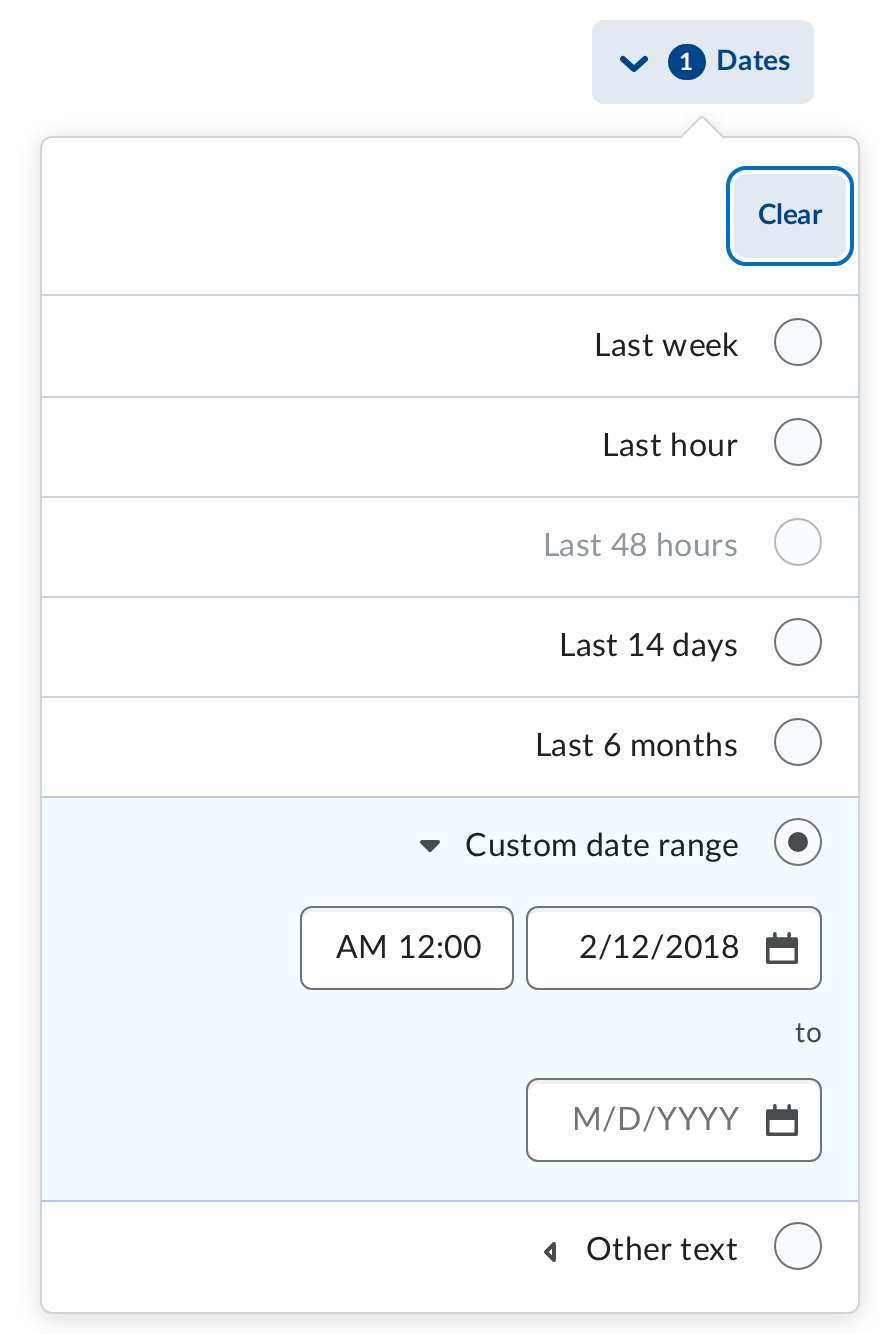 1 Dates
Clear
Last week
Last hour
Last 48 hours
Last 14 days
Last 6 months
Custom date range
2/12/2018 AM 12:00
to
M/D/YYYY
Other text